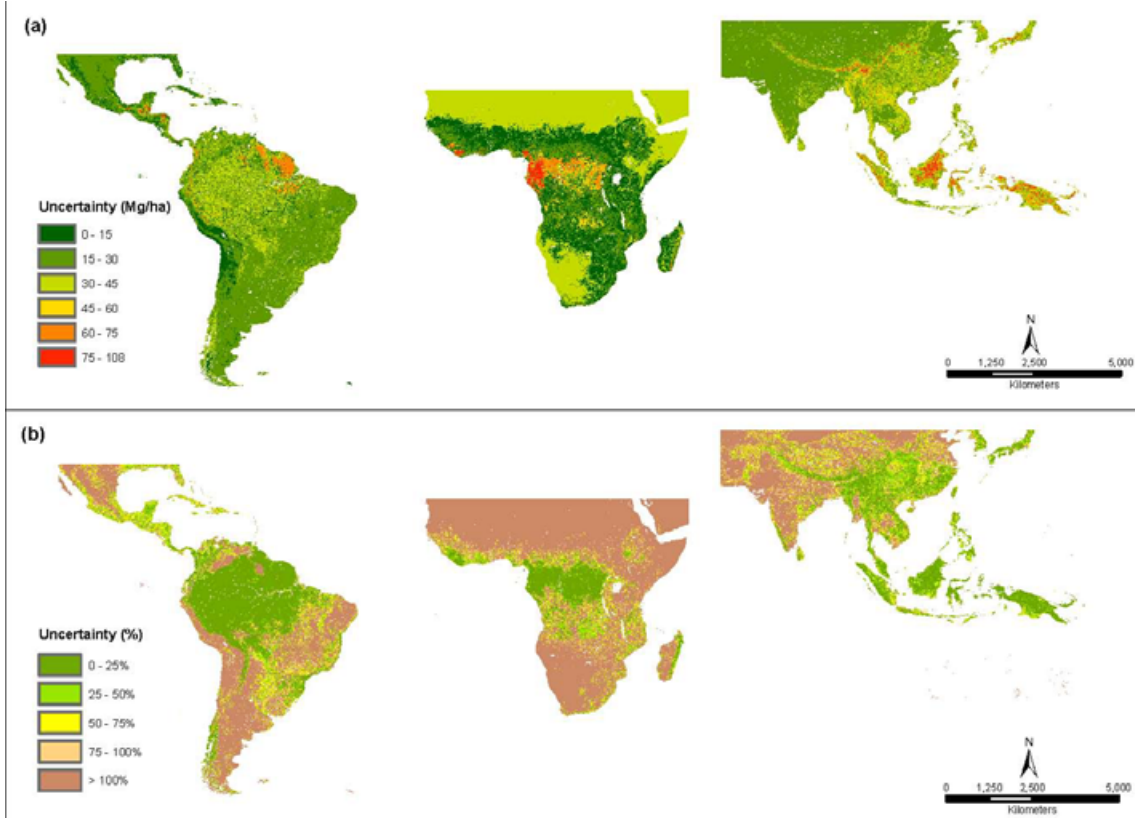 (a)
Uncertainty (Mg/ha)
0 - 15
15 - 30
30 - 45
45 - 60
60 - 75
75 - 108
N
0 1,250 2,500 5,000
Kilometers
(b)
Uncertainty (%)
0 - 25%
25 - 50%
50 - 75%
75 - 100%
> 100%
N
0 1,250 2,500 5,000
Kilometers